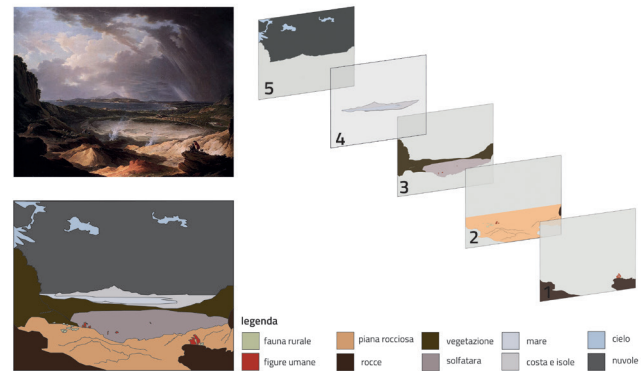 5
4
3
2
1
legenda
fauna rurale
piana rocciosa
vegetazione
mare
cielo
figure umane
rocce
solfatara
costa e isole
nuvole